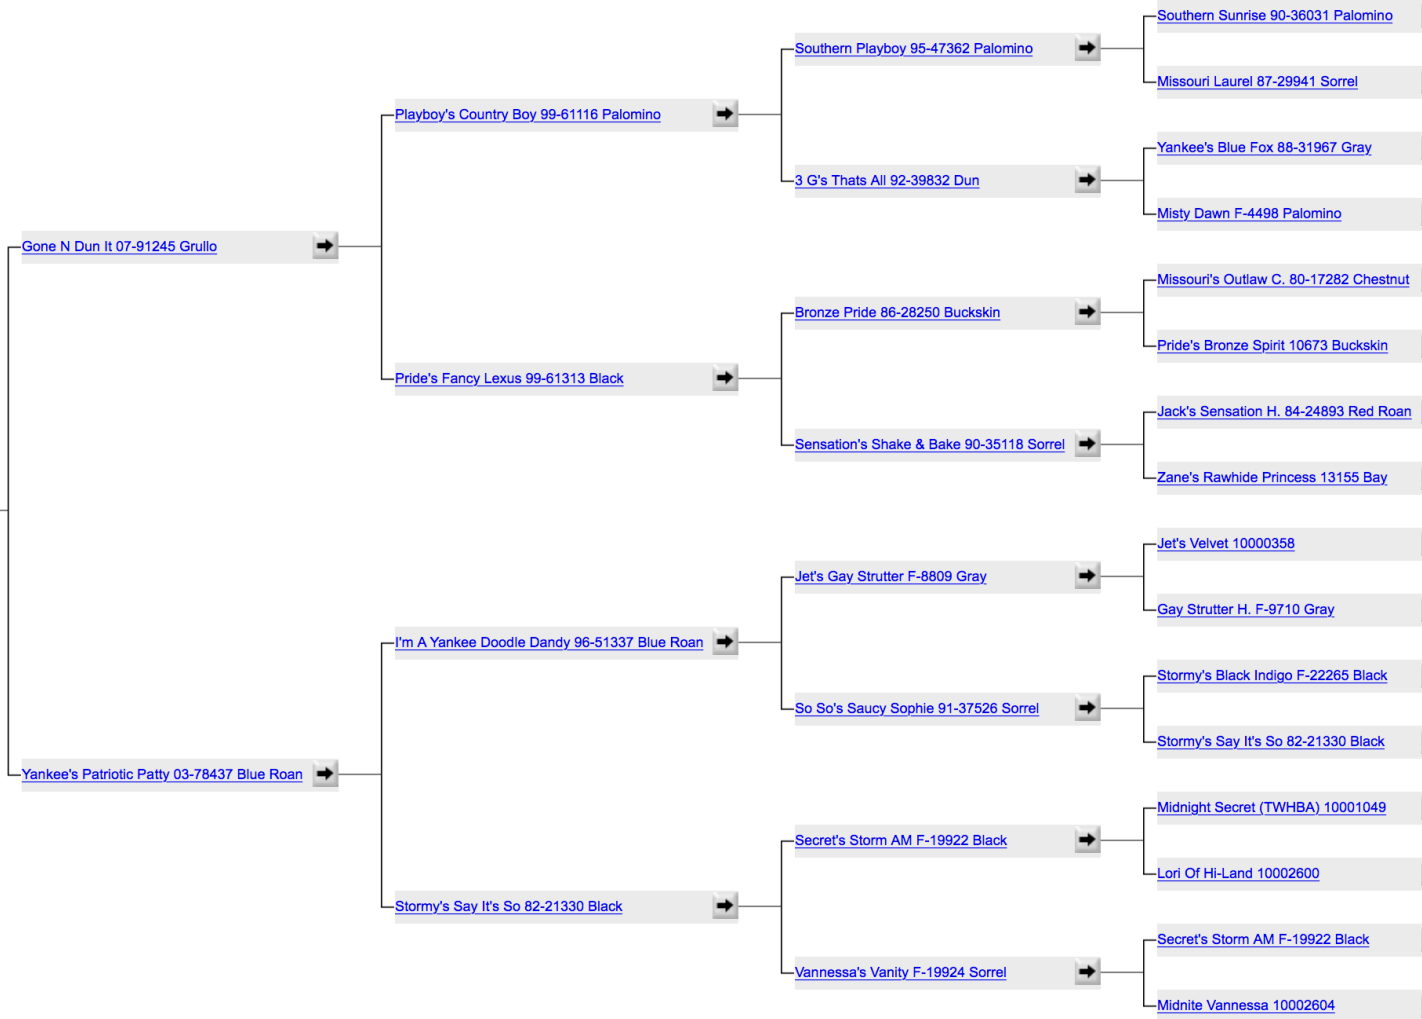 Southern Sunrise 90-36031 Palomino
Southern Playboy 95-47362 Palomino
Missouri Laurel 87-29941 Sorrel
Playboy's Country Boy 99-61116 Palomino
Yankee's Blue Fox 88-31967 Gray
3 G's Thats All 92-39832 Dun
Misty Dawn F-4498 Palomino
Gone N Dun It 07-91245 Grullo
Missouri's Outlaw C. 80-17282 Chestnut
Bronze Pride 86-28250 Buckskin
Pride's Bronze Spirit 10673 Buckskin
Pride's Fancy Lexus 99-61313 Black
Jack's Sensation H. 84-24893 Red Roan
Sensation's Shake & Bake 90-35118 Sorrel
Zane's Rawhide Princess 13155 Bay
Jet's Velvet 10000358
Jet's Gay Strutter F-8809 Gray
Gay Strutter H. F-9710 Gray
I'm A Yankee Doodle Dandy 96-51337 Blue Roan
Stormy's Black Indigo F-22265 Black
So So's Saucy Sophie 91-37526 Sorrel
Stormy's Say It's So 82-21330 Black
Yankee's Patriotic Patty 03-78437 Blue Roan
Midnight Secret (TWHBA) 10001049
Secret's Storm AM F-19922 Black
Lori Of Hi-Land 10002600
Stormy's Say It's So 82-21330 Black
Secret's Storm AM F-19922 Black
Vannessa's Vanity F-19924 Sorrel
Midnite Vannessa 10002604